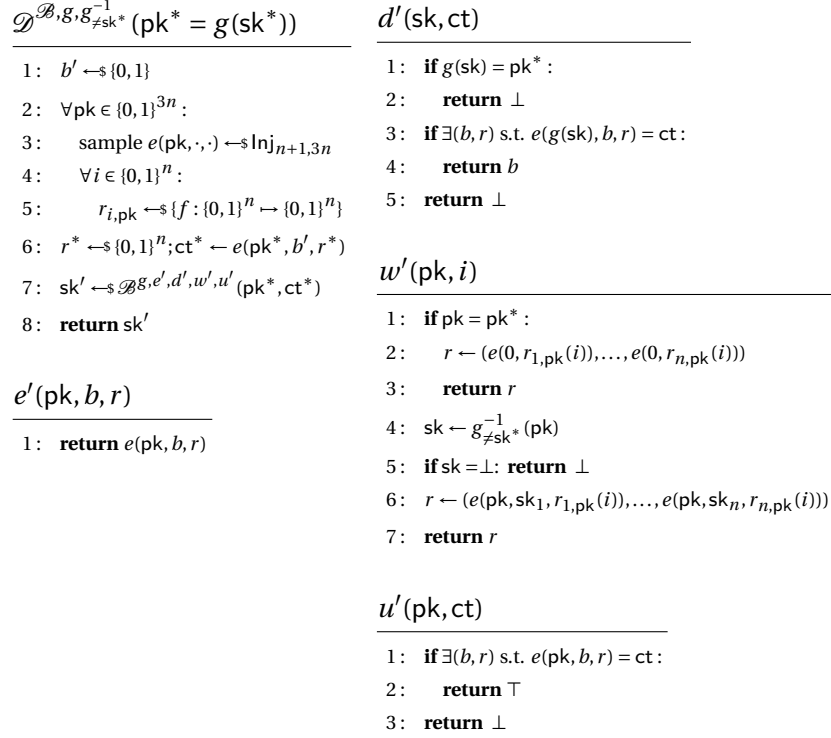 𝒟^{ℬ,g,g^{-1}_{≠sk*}}(pk* = g(sk*))
1: b′ ←$ {0,1}
2: ∀pk ∈ {0,1}^{3n} :
3: sample e(pk,·,·) ←$ Inj_{n+1,3n}
4: ∀i ∈ {0,1}^n :
5: r_{i,pk} ←$ {f : {0,1}^n ↦ {0,1}^n}
6: r* ←$ {0,1}^n; ct* ← e(pk*,b′,r*)
7: sk′ ←$ ℬ^{g,e′,d′,w′,u′}(pk*,ct*)
8: return sk′
e′(pk,b,r)
1: return e(pk,b,r)
d′(sk,ct)
1: if g(sk) = pk* :
2: return ⊥
3: if ∃(b,r) s.t. e(g(sk),b,r) = ct :
4: return b
5: return ⊥
w′(pk,i)
1: if pk = pk* :
2: r ← (e(0,r_{1,pk}(i)),...,e(0,r_{n,pk}(i)))
3: return r
4: sk ← g^{-1}_{≠sk*}(pk)
5: if sk =⊥: return ⊥
6: r ← (e(pk,sk_1,r_{1,pk}(i)),...,e(pk,sk_n,r_{n,pk}(i)))
7: return r
u′(pk,ct)
1: if ∃(b,r) s.t. e(pk,b,r) = ct :
2: return ⊤
3: return ⊥